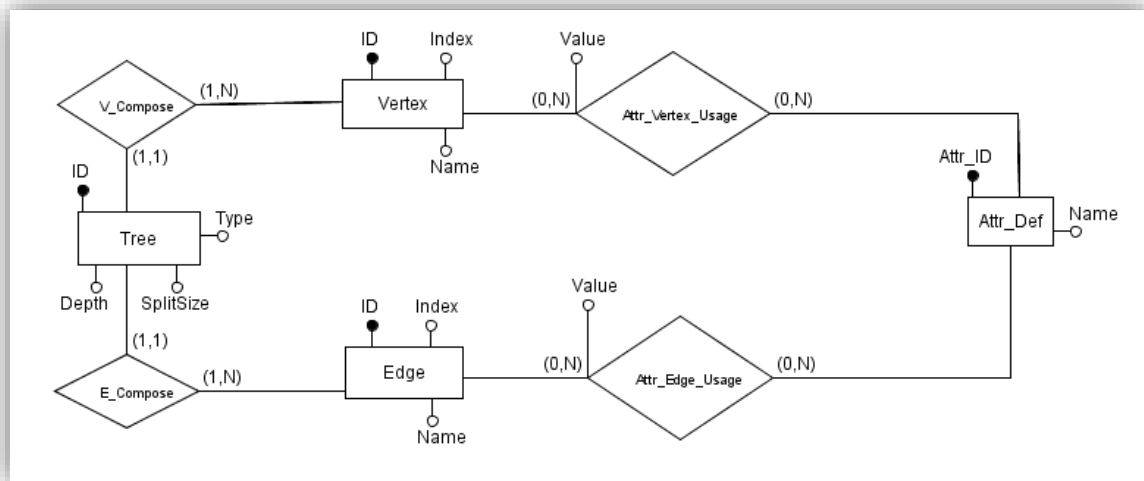 ID
Index
Value
V_Compose
(1,N)
Vertex
(0,N)
Attr_Vertex_Usage
(0,N)
(1,1)
Name
ID
Attr_ID
Type
Tree
Attr_Def
Name
Depth
SplitSize
ID
Index
Value
(1,1)
(1,N)
Edge
(0,N)
Attr_Edge_Usage
(0,N)
E_Compose
Name